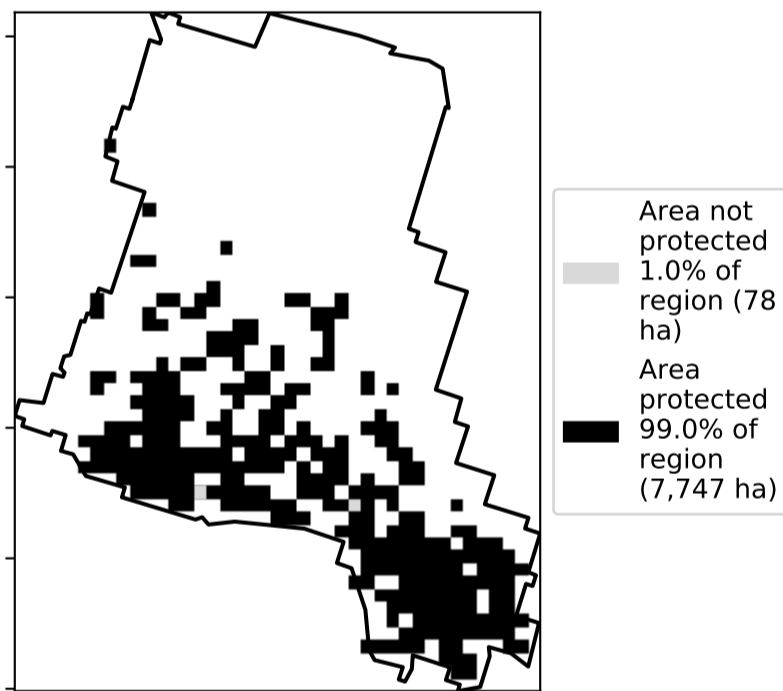 Area not
protected
1.0% of
region (78
ha)
Area
protected
99.0% of
region
(7,747 ha)